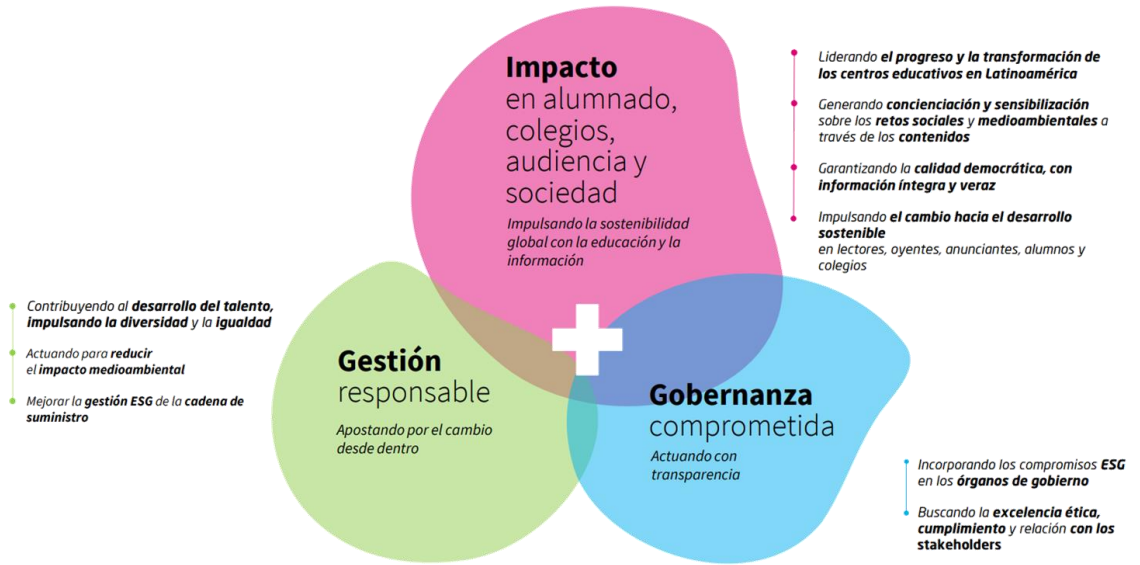 Impacto
en alumnado,
colegios,
audiencia y
sociedad
Impulsando la sostenibilidad
global con la educación y la
información
Liderando el progreso y la transformación de
los centros educativos en Latinoamérica
Generando concienciación y sensibilización
sobre los retos sociales y medioambientales a
través de los contenidos
Garantizando la calidad democrática, con
información íntegra y veraz
Impulsando el cambio hacia el desarrollo
sostenible
en lectores, oyentes, anunciantes, alumnos y
colegios
Contribuyendo al desarrollo del talento,
impulsando la diversidad y la igualdad
Actuando para reducir
el impacto medioambiental
Mejorar la gestión ESG de la cadena de
suministro
Gestión
responsable
Apostando por el cambio
desde dentro
Gobernanza
comprometida
Actuando con
transparencia
Incorporando los compromisos ESG
en los órganos de gobierno
Buscando la excelencia ética,
cumplimiento y relación con los
stakeholders